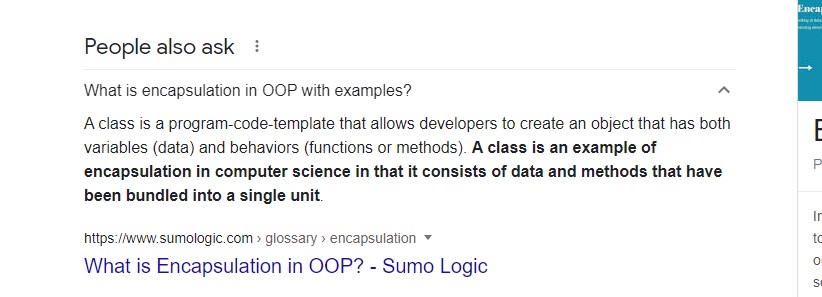 People also ask
What is encapsulation in OOP with examples?
A class is a program-code-template that allows developers to create an object that has both
variables (data) and behaviors (functions or methods). A class is an example of
encapsulation in computer science in that it consists of data and methods that have
been bundled into a single unit.
https://www.sumologic.com › glossary › encapsulation
What is Encapsulation in OOP? - Sumo Logic